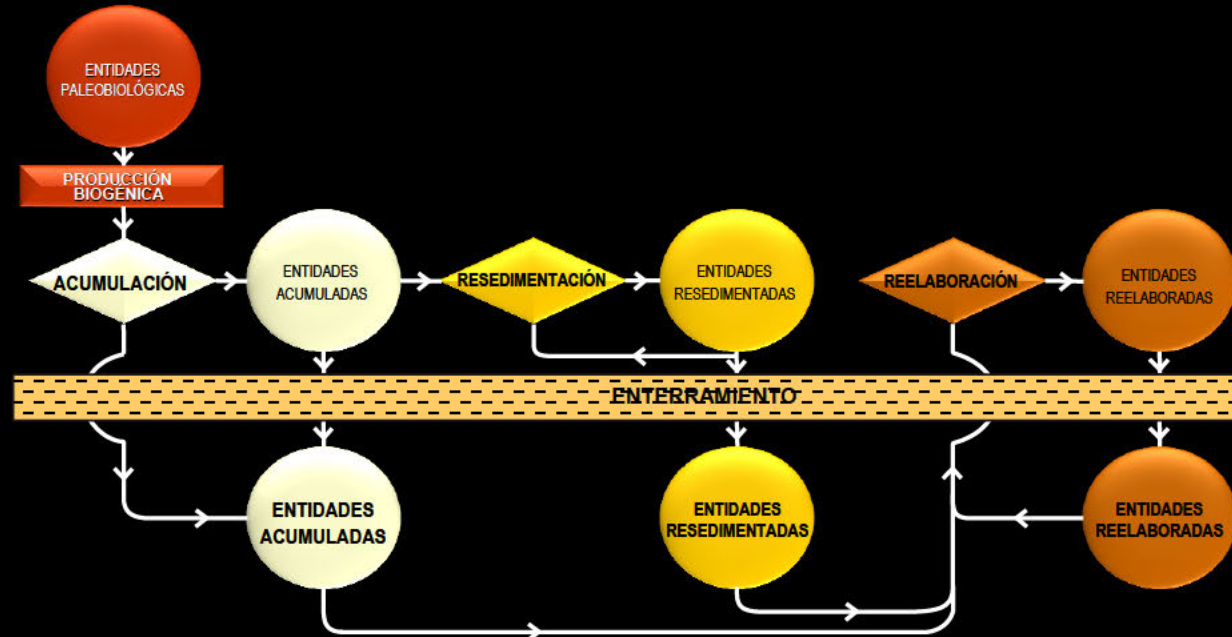 ENTIDADES
PALEOBIOLÓGICAS
PRODUCCIÓN
BIOGÉNICA
ACUMULACIÓN
ENTIDADES
ACUMULADAS
RESEDIMENTACIÓN
ENTIDADES
RESEDIMENTADAS
REELABORACIÓN
ENTIDADES
REELABORADAS
ENTERRAMIENTO
ENTIDADES
ACUMULADAS
ENTIDADES
RESEDIMENTADAS
ENTIDADES
REELABORADAS